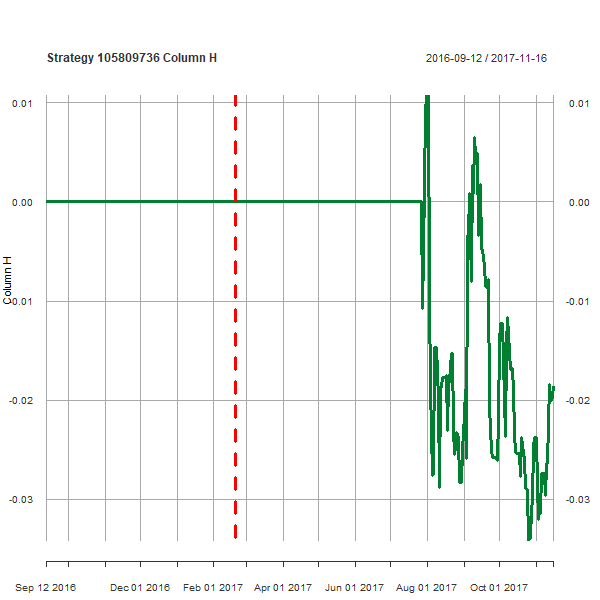 Strategy 105809736 Column H
2016-09-12 / 2017-11-16
0.01 0.01
0.00 0.00
Column H
-0.01 -0.01
-0.02 -0.02
-0.03 -0.03
Sep 12 2016 Dec 01 2016 Feb 01 2017 Apr 01 2017 Jun 01 2017 Aug 01 2017 Oct 01 2017